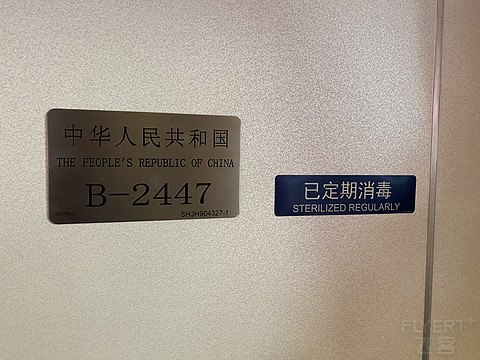 中华人民共和国
THE PEOPLE'S REPUBLIC OF CHINA
B-2447
SHJH904327-1
已定期消毒
STERILIZED REGULARLY
FLYERT+
飞客